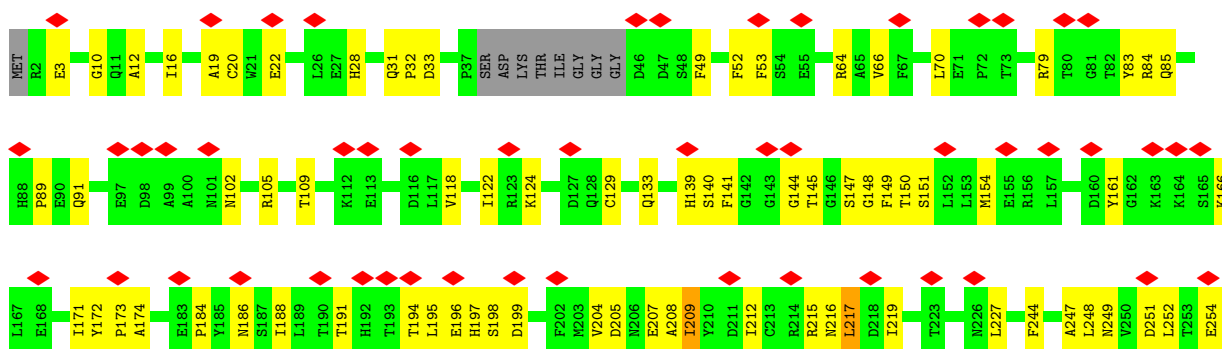 MET R2 E3 G10 Q11 A12 I16 A19 C20 W21 E22 L26 E27 H28 Q31 P32 D33 P37 SER ASP LYS THR ILE GLY GLY GLY D46 D47 S48 F49 F52 F53 S54 E55 R64 A65 V66 F67 L70 E71 P72 T73 R79 T80 G81 T82 Y83 R84 Q85
H88 P89 E90 Q91 E97 D98 A99 A100 N101 N102 R105 T109 K112 E113 D116 L117 V118 I122 R123 K124 D127 Q128 C129 Q133 H139 S140 F141 G142 G143 G144 T145 G146 S147 G148 F149 T150 S151 L152 L153 M154 E155 R156 L157 D160 Y161 G162 K163 K164 S165 K166
L167 E168 I171 Y172 P173 A174 E183 P184 Y185 N186 S187 I188 L189 T190 T191 H192 T193 T194 L195 E196 H197 S198 D199 F202 M203 V204 D205 N206 E207 A208 I209 Y210 D211 I212 C213 R214 R215 N216 L217 D218 I219 T223 N226 L227 F244 A247 L248 N249 V250 D251 L252 T253 E254